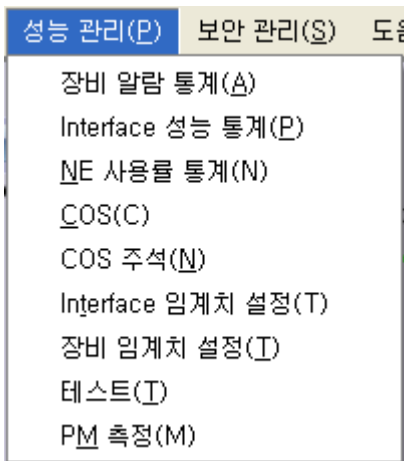 성능 관리(P) 보안 관리(S)
장비 알람 통계(A)
Interface 성능 통계(P)
NE 사용률 통계(N)
COS(C)
COS 주석(N)
Interface 임계치 설정(T)
장비 임계치 설정(T)
테스트(T)
PM 측정(M)